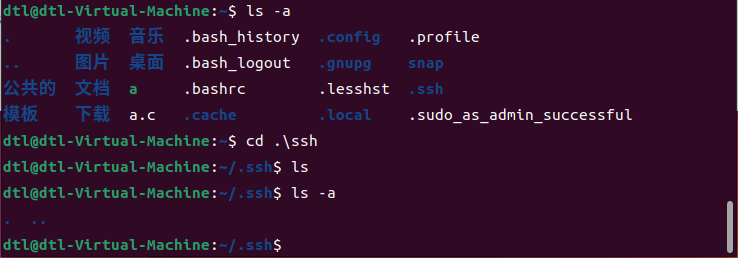 dtl@dtl-Virtual-Machine:~$ ls -a
.       视频  音乐  .bash_history  .config  .profile
..      图片  桌面  .bash_logout   .gnupg   snap
公共的  文档  a     .bashrc        .lesshst  .ssh
模板    下载  a.c   .cache         .local   .sudo_as_admin_successful
dtl@dtl-Virtual-Machine:~$ cd .\ssh
dtl@dtl-Virtual-Machine:~/.ssh$ ls
dtl@dtl-Virtual-Machine:~/.ssh$ ls -a
.  ..
dtl@dtl-Virtual-Machine:~/.ssh$